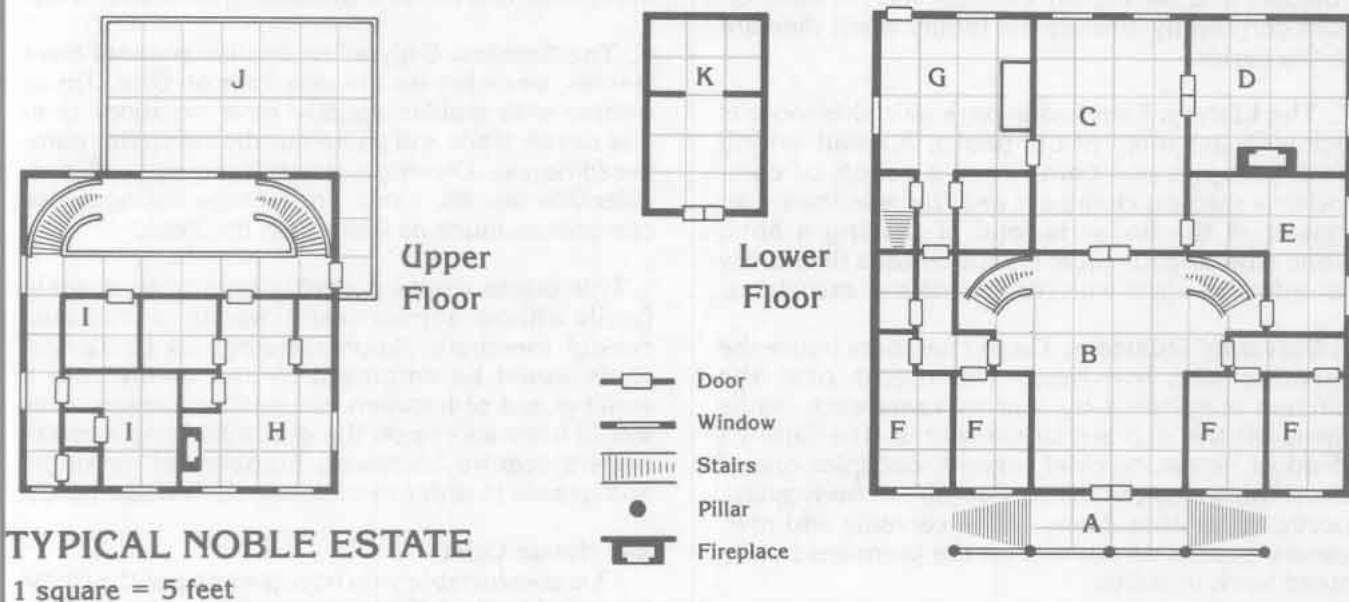 J
K
G
C
D
E
Upper
Floor
Lower
Floor
I
I
H
B
F
F
F
F
A
Door
Window
Stairs
Pillar
Fireplace
TYPICAL NOBLE ESTATE
1 square = 5 feet